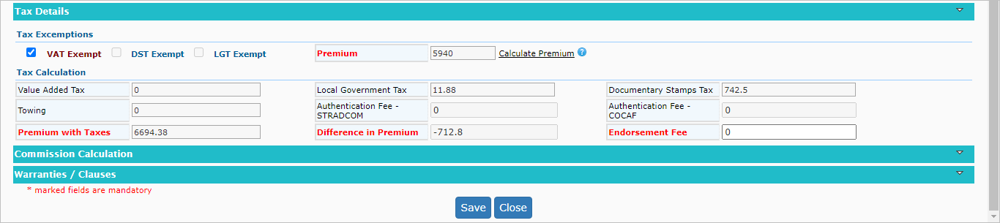 Tax Details
Tax Excemptions
VAT Exempt DST Exempt LGT Exempt Premium 5940 Calculate Premium ?
Tax Calculation
Value Added Tax 0 Local Government Tax 11.88 Documentary Stamps Tax 742.5
Towing 0 Authentication Fee - STRADCOM 0 Authentication Fee - COCAF 0
Premium with Taxes 6694.38 Difference in Premium -712.8 Endorsement Fee 0
Commission Calculation
Warranties / Clauses
* marked fields are mandatory
Save Close